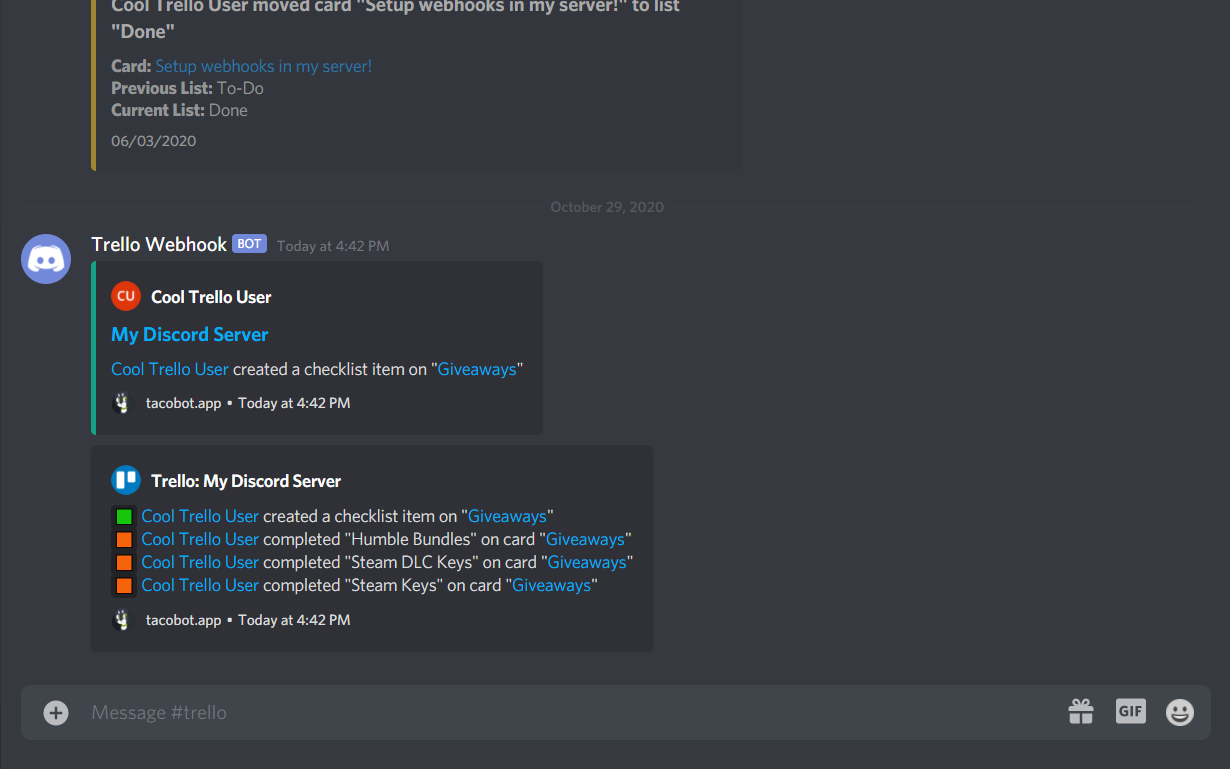 Cool Trello User moved card "Setup webhooks in my server!" to list
"Done"
Card: Setup webhooks in my server!
Previous List: To-Do
Current List: Done
06/03/2020
October 29, 2020
Trello Webhook BOT Today at 4:42 PM
CU Cool Trello User
My Discord Server
Cool Trello User created a checklist item on "Giveaways"
tacobot.app • Today at 4:42 PM
Trello: My Discord Server
Cool Trello User created a checklist item on "Giveaways"
Cool Trello User completed "Humble Bundles" on card "Giveaways"
Cool Trello User completed "Steam DLC Keys" on card "Giveaways"
Cool Trello User completed "Steam Keys" on card "Giveaways"
tacobot.app • Today at 4:42 PM
Message #trello GIF